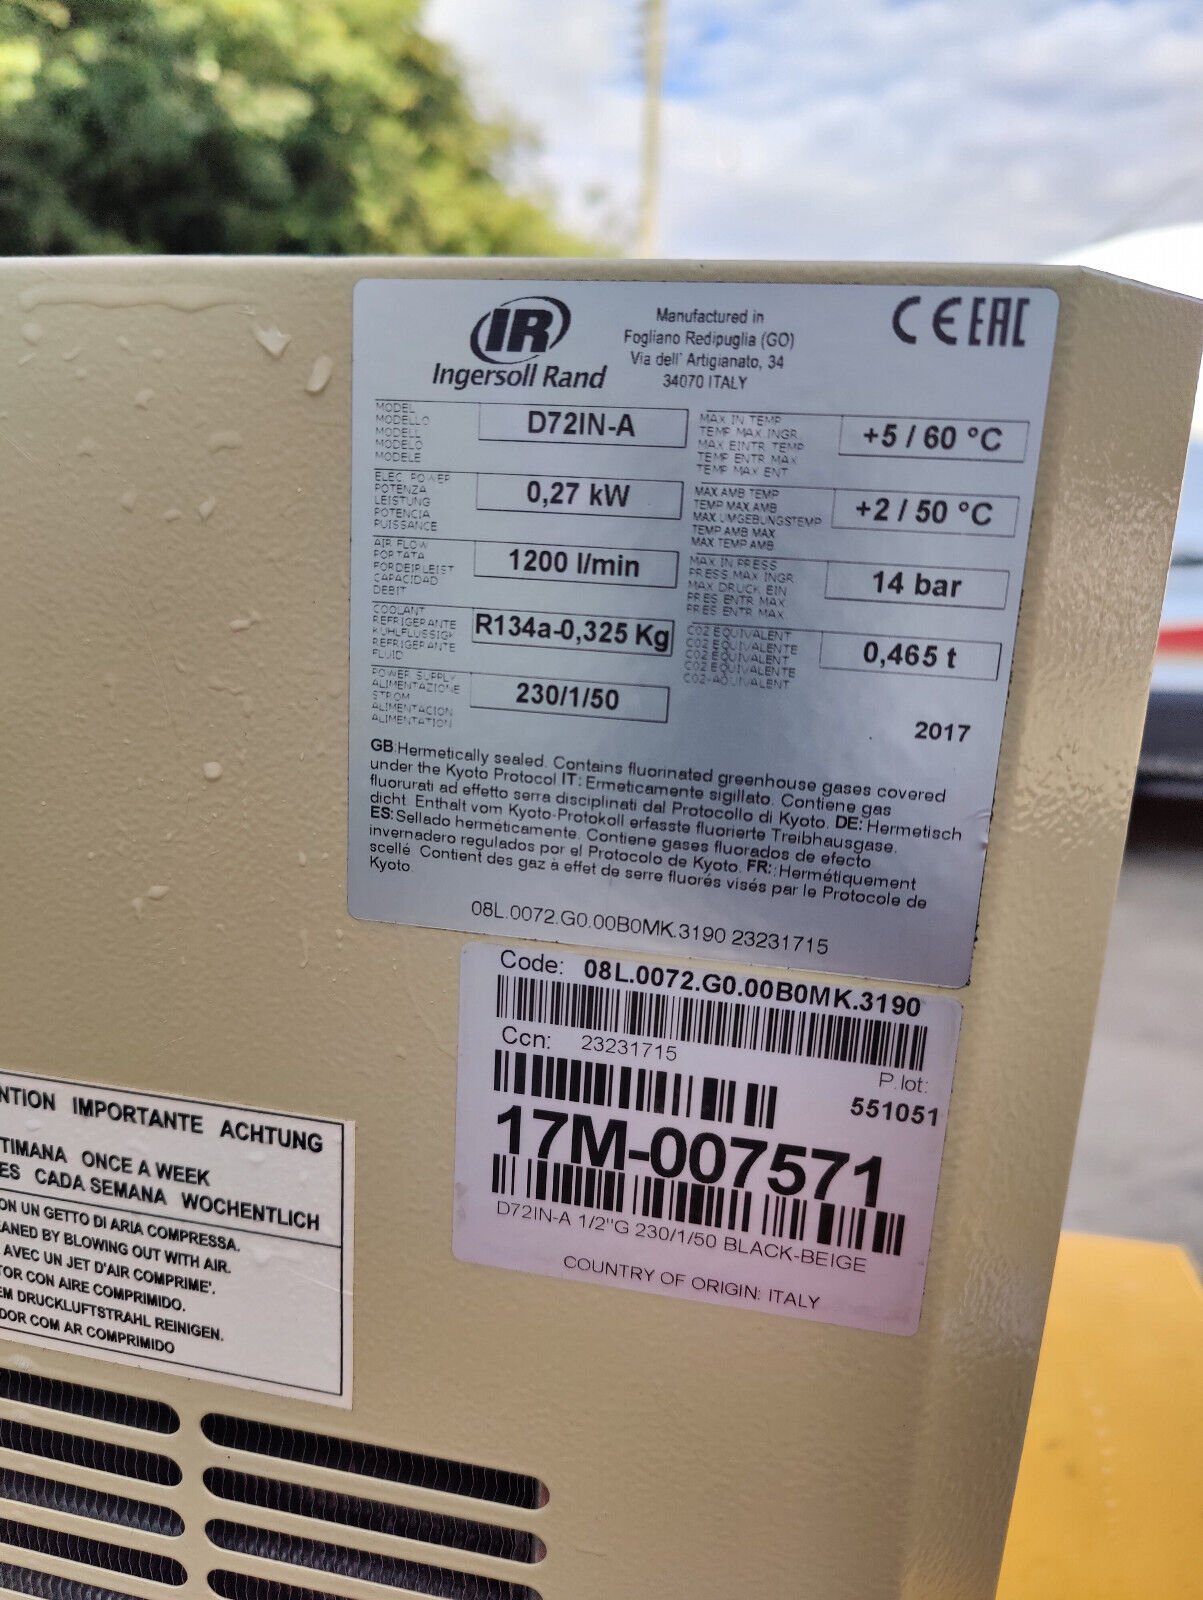 IR
Ingersoll Rand
Manufactured in
Fogliano Redipuglia (GO)
Via dell' Artigianato, 34
34070 ITALY
CE EAC
MODEL
MODELLO
MODELL
MODELO
MODELE
D72IN-A
MAX IN TEMP
TEMP MAX INGR
MAX EINTR TEMP
TEMP ENTR MAX
TEMP MAX ENT
+5 / 60 °C
ELEC POWER
POTENZA
LEISTUNG
POTENCIA
PUISSANCE
0,27 kW
MAX AMB TEMP
TEMP MAX AMB
MAX UMGEBUNGSTEMP
TEMP AMB MAX
MAX TEMP AMB
+2 / 50 °C
AIR FLOW
PORTATA
CAPACIDAD
DEBIT
1200 l/min
MAX IN PRESS
PRESS MAX INGR
MAX DRUCK EIN
PRES ENTR MAX
PRES ENTR MAX
14 bar
COOLANT
REFRIGERANTE
REFRIGERANTE
FLUID
R134a-0,325 Kg
CO2 EQUIVALENT
CO2 EQUIVALENTE
CO2 EQUIVALENT
CO2 EQUIVALENTE
0,465 t
POWER SUPPLY
ALIMENTAZIONE
STROM
ALIMENTACION
ALIMENTATION
230/1/50
2017
GB:Hermetically sealed. Contains fluorinated greenhouse gases covered
under the Kyoto Protocol IT: Ermeticamente sigillato. Contiene gas
fluorurati ad effetto serra disciplinati dal Protocollo di Kyoto. DE: Hermetisch
dicht. Enthalt vom Kyoto-Protokoll erfasste fluorierte Treibhausgase.
ES: Sellado herméticamente. Contiene gases fluorados de efecto
invernadero regulados por el Protocolo de Kyoto. FR: Hermétiquement
scellé. Contient des gaz à effet de serre fluorés visés par le Protocole de
Kyoto.
08L.0072.G0.00B0MK.3190 23231715
Code: 08L.0072.G0.00B0MK.3190
Ccn: 23231715
P.lot:
551051
17M-007571
D72IN-A 1/2"G 230/1/50 BLACK-BEIGE
COUNTRY OF ORIGIN: ITALY
NTION IMPORTANTE ACHTUNG
TIMANA ONCE A WEEK
ES CADA SEMANA WOCHENTLICH
ON UN GETTO DI ARIA COMPRESSA.
EANED BY BLOWING OUT WITH AIR.
AVEC UN JET D'AIR COMPRIME'.
TOR CON AIRE COMPRIMIDO.
EM DRUCKLUFTSTRAHL REINIGEN.
DOR COM AR COMPRIMIDO